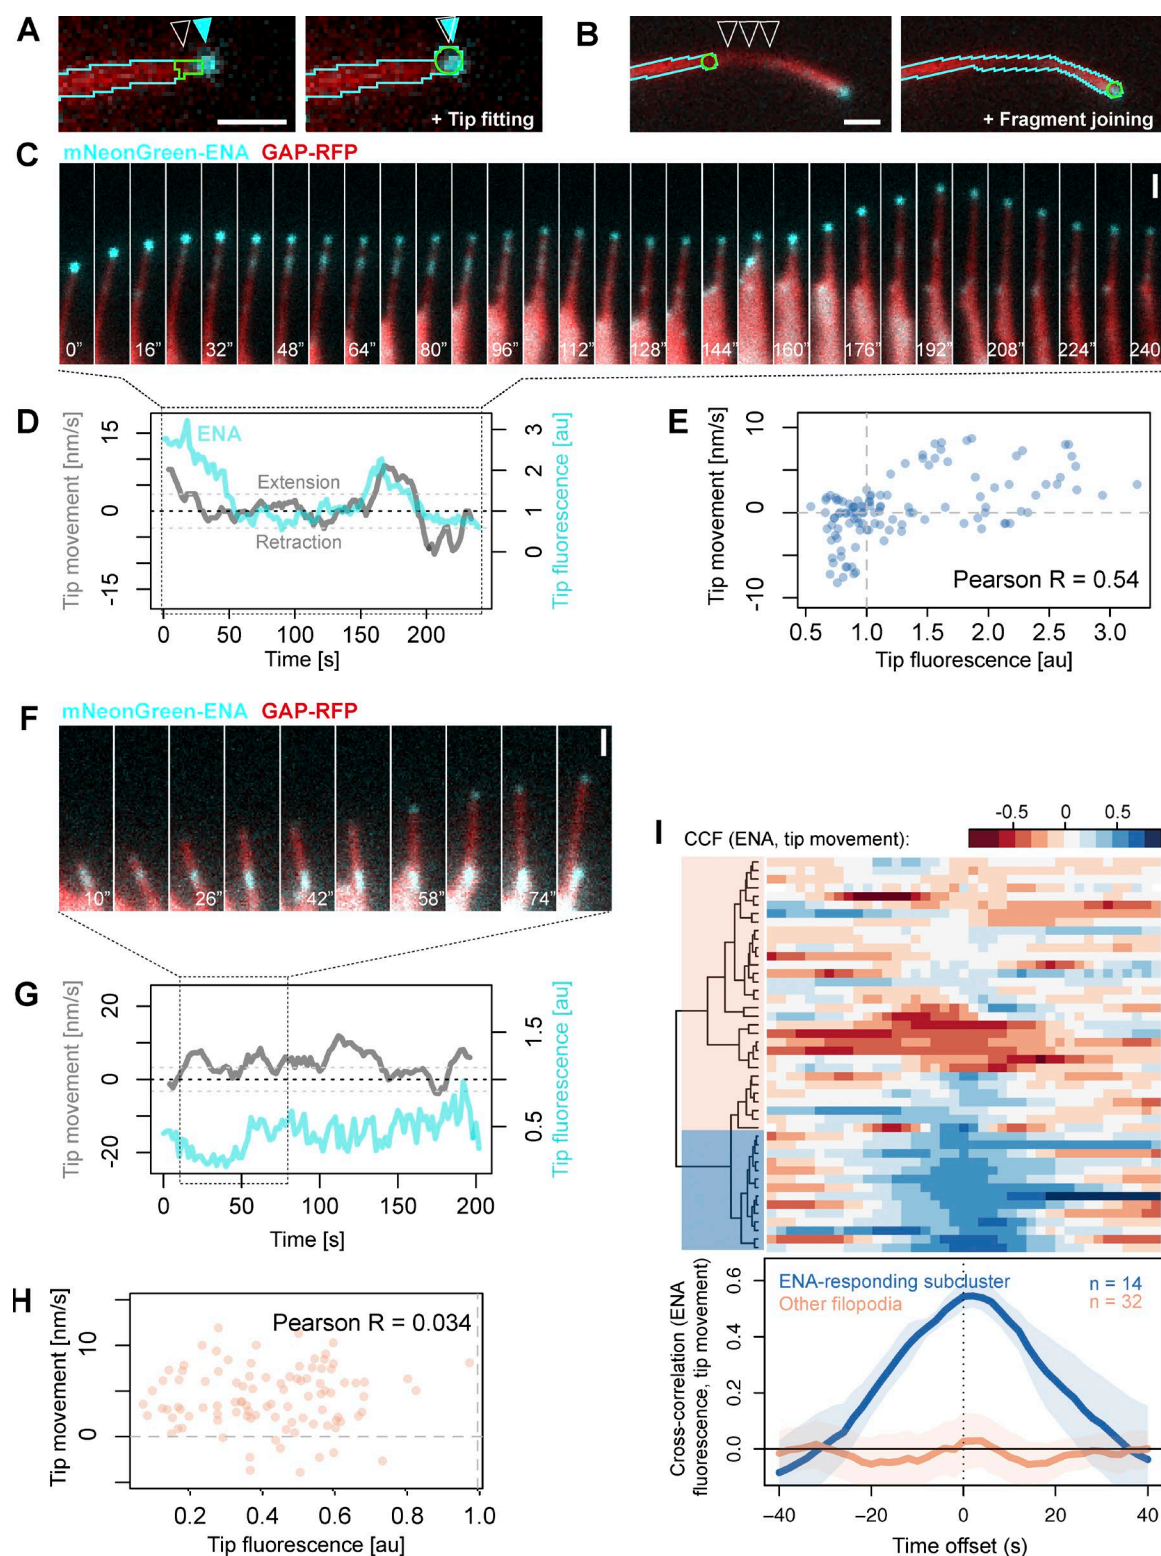 A
+ Tip fitting
B
+ Fragment joining
C
mNeonGreen-ENA GAP-RFP
0” 16” 32” 48” 64” 80” 96” 112” 128” 144” 160” 176” 192” 208” 224” 240
D
Tip movement [nm/s]
15
0
-15
ENA
Extension
Retraction
3
2
1
0
Tip fluorescence [au]
0 50 100 150 200
Time [s]
E
Tip movement [nm/s]
10
0
-10
Pearson R = 0.54
0.5 1.0 1.5 2.0 2.5 3.0
Tip fluorescence [au]
F
mNeonGreen-ENA GAP-RFP
10” 26” 42” 58” 74”
G
Tip movement [nm/s]
20
0
-20
1.5
1.0
0.5
Tip fluorescence [au]
0 50 100 150 200
Time [s]
H
Tip movement [nm/s]
10
0
Pearson R = 0.034
0.2 0.4 0.6 0.8 1.0
Tip fluorescence [au]
I
CCF (ENA, tip movement):
-0.5 0 0.5
Cross-correlation (ENA
fluorescence, tip movement)
0.6
0.4
0.2
0.0
ENA-responding subcluster n = 14
Other filopodia n = 32
−40 −20 0 20 40
Time offset (s)